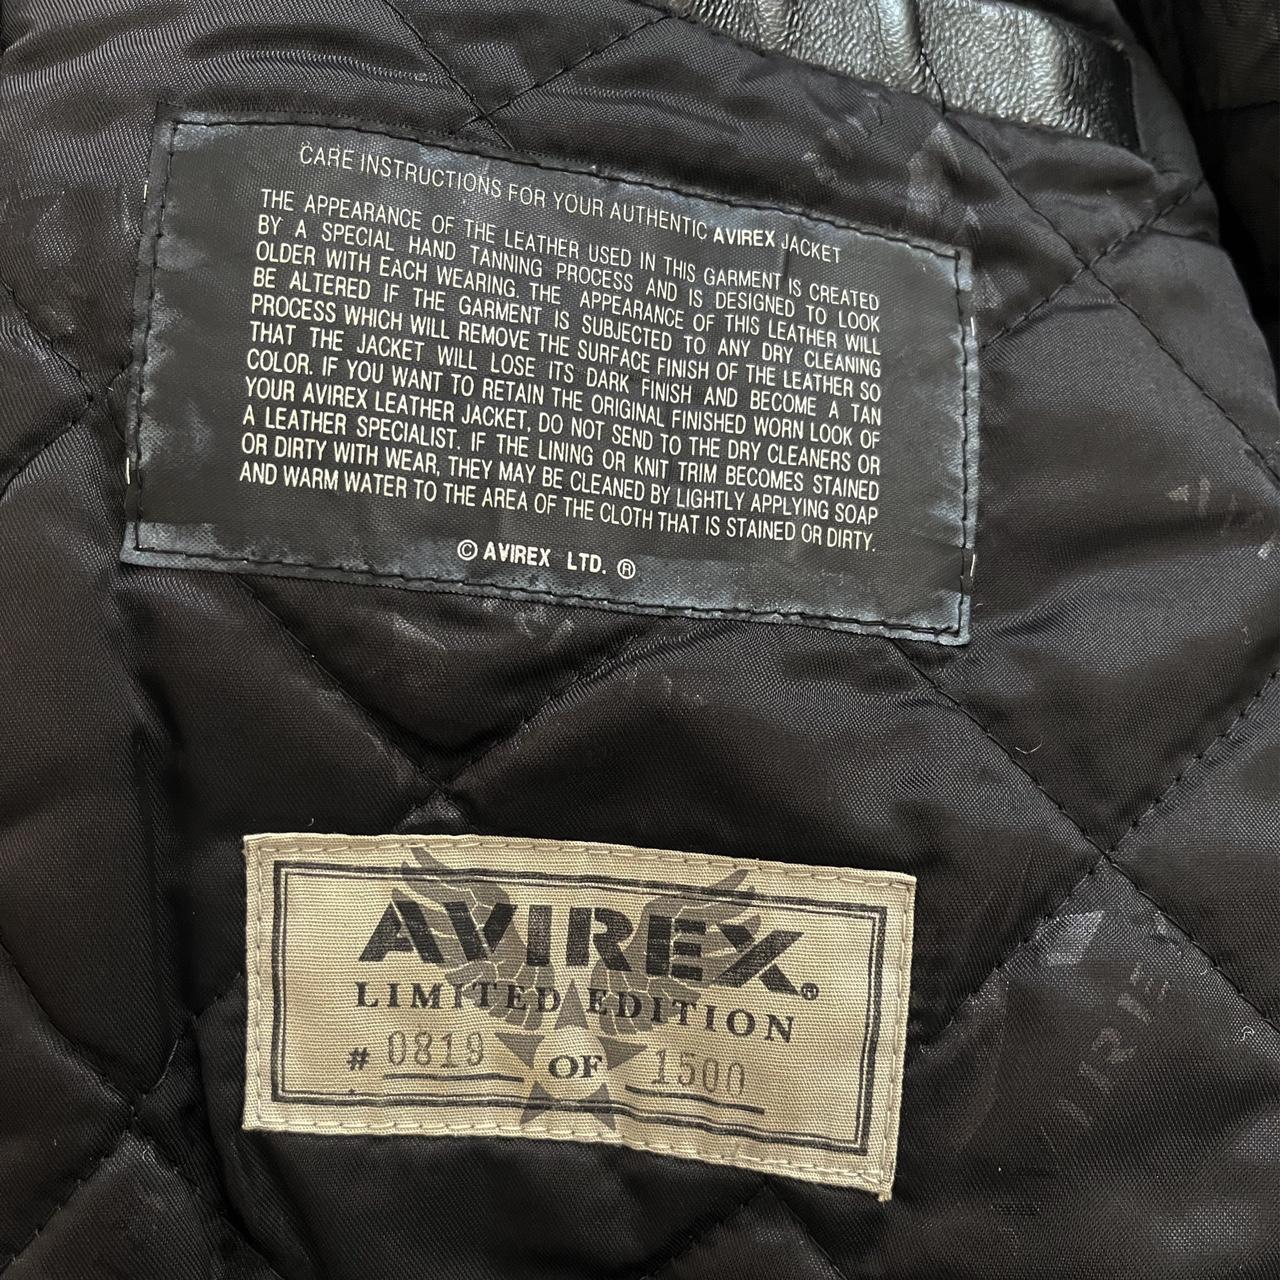 CARE INSTRUCTIONS FOR YOUR AUTHENTIC AVIREX JACKET
THE APPEARANCE OF THE LEATHER USED IN THIS GARMENT IS CREATED
BY A SPECIAL HAND TANNING PROCESS AND IS DESIGNED TO LOOK
OLDER WITH EACH WEARING. THE APPEARANCE OF THIS LEATHER WILL
BE ALTERED IF THE GARMENT IS SUBJECTED TO ANY DRY CLEANING
PROCESS WHICH WILL REMOVE THE SURFACE FINISH OF THE LEATHER SO
THAT THE JACKET WILL LOSE ITS DARK FINISH AND BECOME A TAN
COLOR. IF YOU WANT TO RETAIN THE ORIGINAL FINISHED WORN LOOK OF
YOUR AVIREX LEATHER JACKET, DO NOT SEND TO THE DRY CLEANERS OR
A LEATHER SPECIALIST. IF THE LINING OR KNIT TRIM BECOMES STAINED
OR DIRTY WITH WEAR, THEY MAY BE CLEANED BY LIGHTLY APPLYING SOAP
AND WARM WATER TO THE AREA OF THE CLOTH THAT IS STAINED OR DIRTY.
© AVIREX LTD. ®
AVIREX®
LIMITED EDITION
# 0819 OF 1500